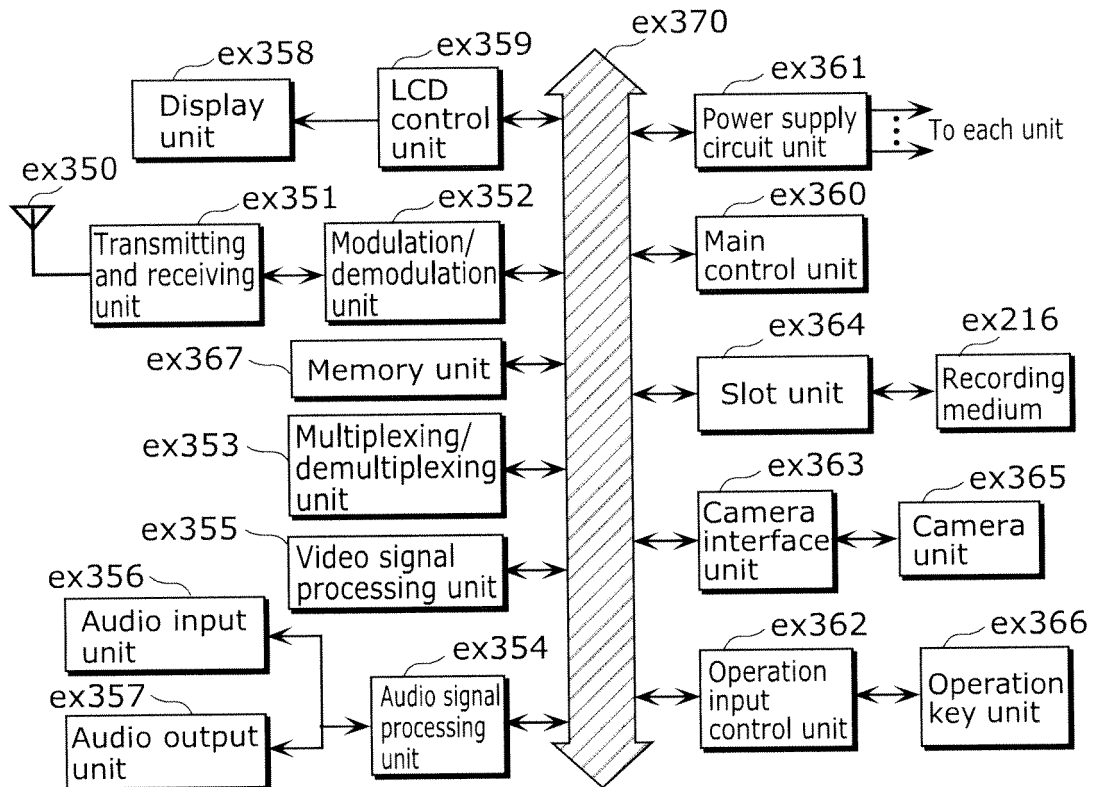 ex358
Display
unit
ex359
LCD
control
unit
ex370
ex361
Power supply
circuit unit
To each unit
ex350
ex351
Transmitting
and receiving
unit
ex352
Modulation/
demodulation
unit
ex360
Main
control unit
ex367
Memory unit
ex364
Slot unit
ex216
Recording
medium
ex353
Multiplexing/
demultiplexing
unit
ex363
Camera
interface
unit
ex365
Camera
unit
ex355
Video signal
processing unit
ex356
Audio input
unit
ex357
Audio output
unit
ex354
Audio signal
processing
unit
ex362
Operation
input
control unit
ex366
Operation
key unit